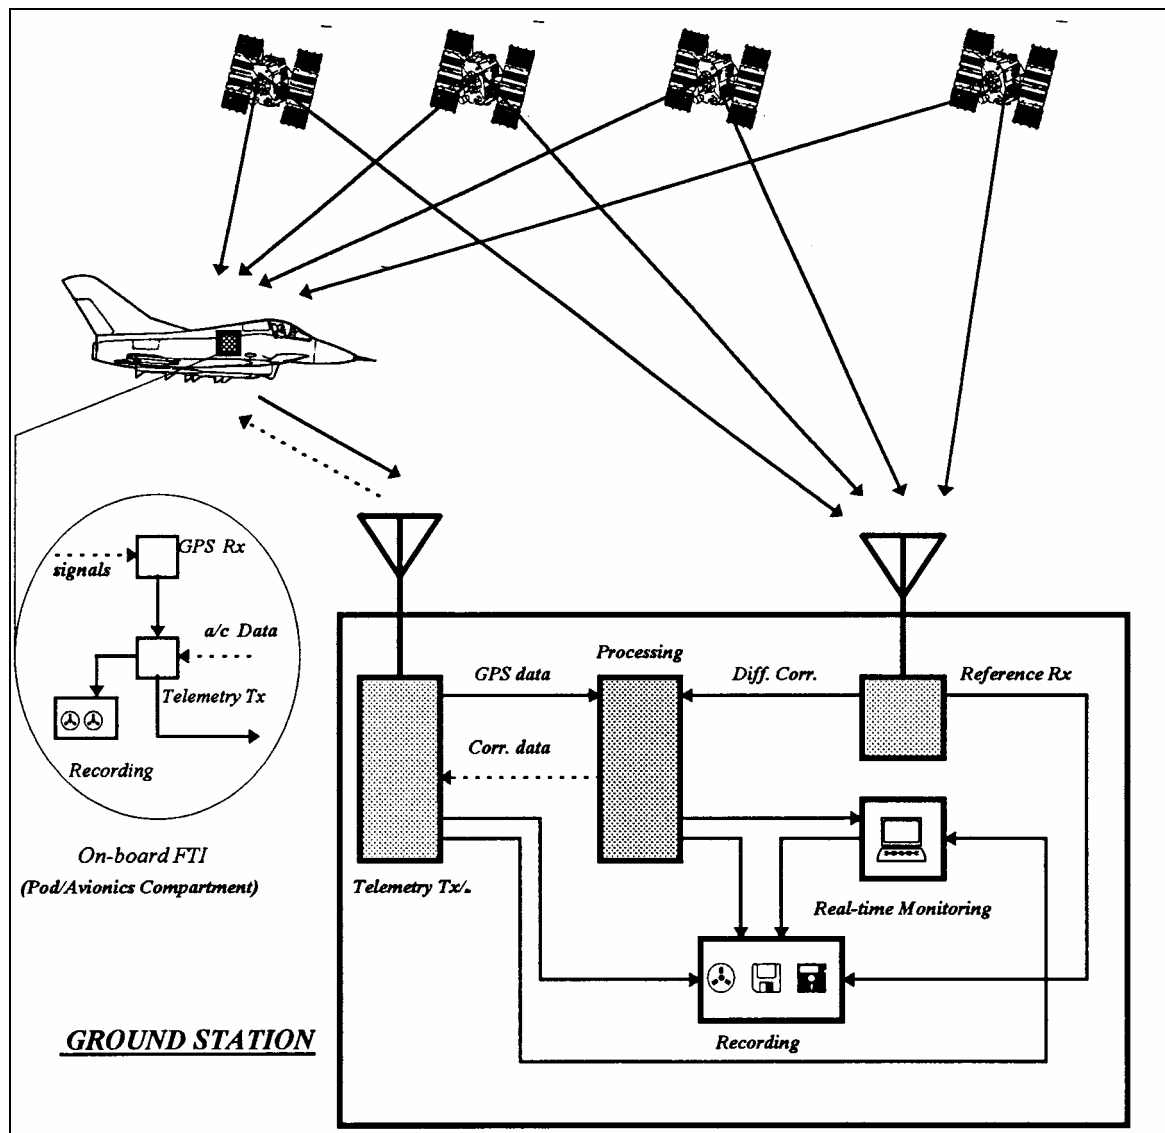 GPS Rx
signals
a/c Data
Telemetry Tx
Recording
On-board FTI
(Pod/Avionics Compartment)
GROUND STATION
Processing
GPS data
Diff. Corr.
Reference Rx
Corr. data
Telemetry Tx/
Real-time Monitoring
Recording